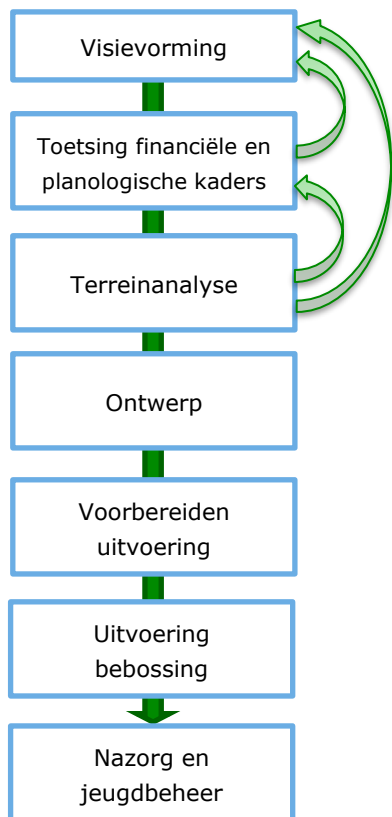 Visievorming
Toetsing financiële en
planologische kaders
Terreinanalyse
Ontwerp
Voorbereiden
uitvoering
Uitvoering
bebossing
Nazorg en
jeugdbeheer